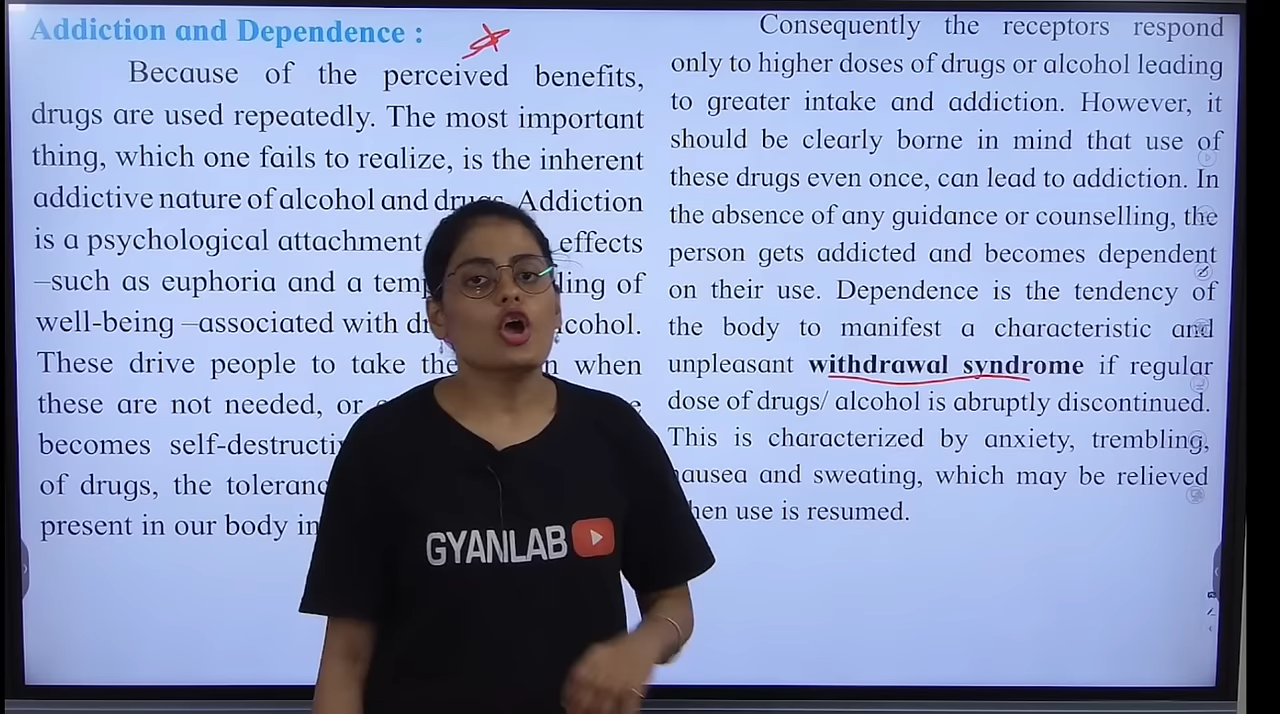 Addiction and Dependence :
Because of the perceived benefits,
drugs are used repeatedly. The most important
thing, which one fails to realize, is the inherent
addictive nature of alcohol and drugs. Addiction
is a psychological attachment effects
–such as euphoria and a temp ling of
well-being –associated with dr lcohol.
These drive people to take the n when
these are not needed, or e
becomes self-destructiv
of drugs, the toleranc
present in our body in
Consequently the receptors respond
only to higher doses of drugs or alcohol leading
to greater intake and addiction. However, it
should be clearly borne in mind that use of
these drugs even once, can lead to addiction. In
the absence of any guidance or counselling, the
person gets addicted and becomes dependent
on their use. Dependence is the tendency of
the body to manifest a characteristic and
unpleasant withdrawal syndrome if regular
dose of drugs/ alcohol is abruptly discontinued.
This is characterized by anxiety, trembling,
nausea and sweating, which may be relieved
hen use is resumed.
GYANLAB